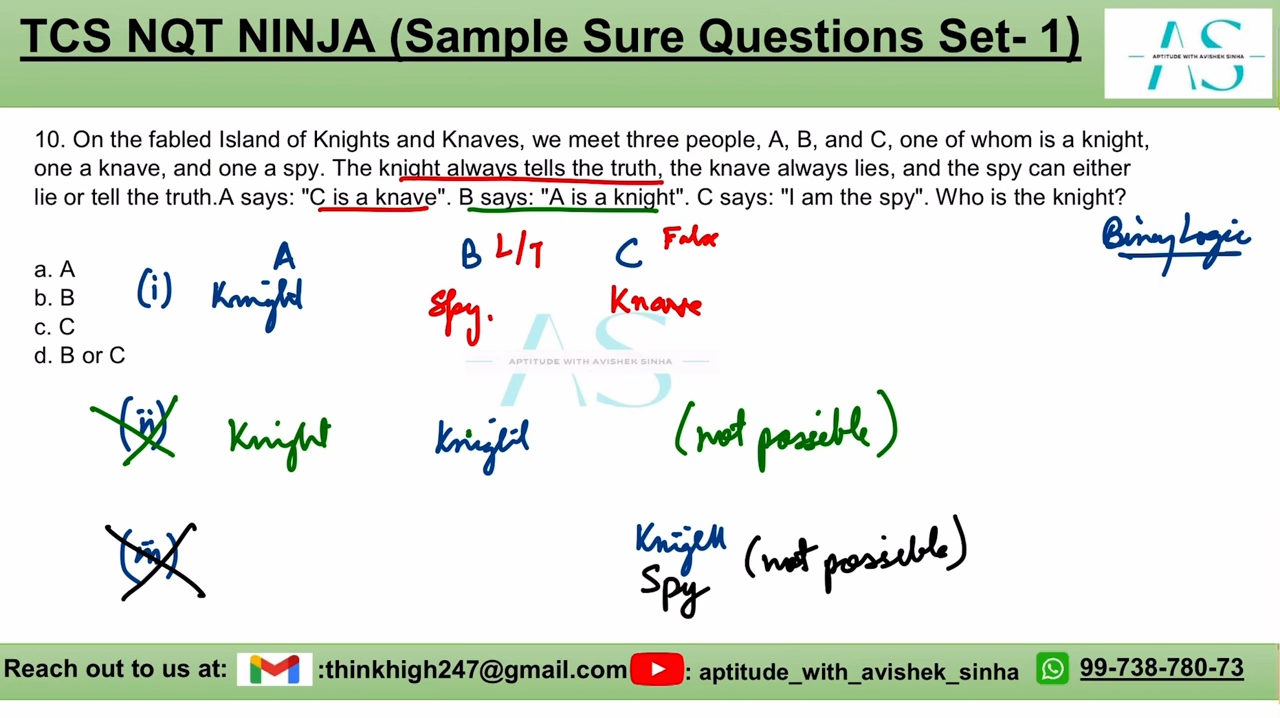 TCS NQT NINJA (Sample Sure Questions Set- 1)
AS
APTITUDE WITH AVISHEK SINHA
10. On the fabled Island of Knights and Knaves, we meet three people, A, B, and C, one of whom is a knight,
one a knave, and one a spy. The knight always tells the truth, the knave always lies, and the spy can either
lie or tell the truth.A says: "C is a knave". B says: "A is a knight". C says: "I am the spy". Who is the knight?
Binary Logic
A B L/T C False
a. A
b. B
(i) Knight Spy. Knave
c. C
d. B or C
AS
APTITUDE WITH AVISHEK SINHA
(ii) Knight Knight (not possible)
(iii) Knight (not possible)
Spy
Reach out to us at: :thinkhigh247@gmail.com : aptitude_with_avishek_sinha 99-738-780-73